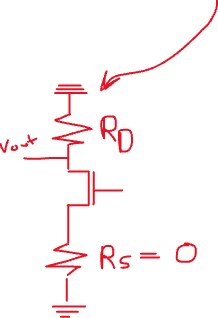 Vout
RD
Rs = 0